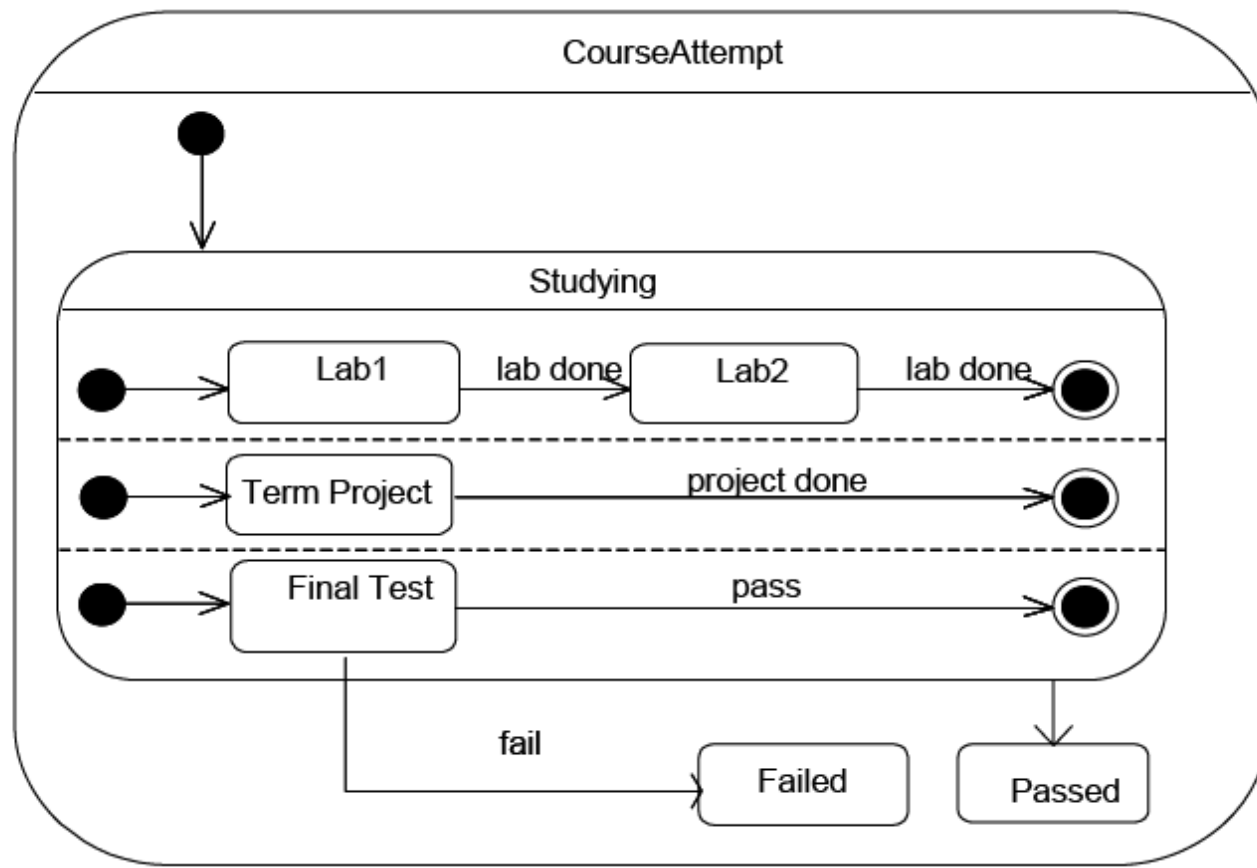 CourseAttempt
Studying
Lab1
lab done
Lab2
lab done
Term Project
project done
Final Test
pass
fail
Failed
Passed